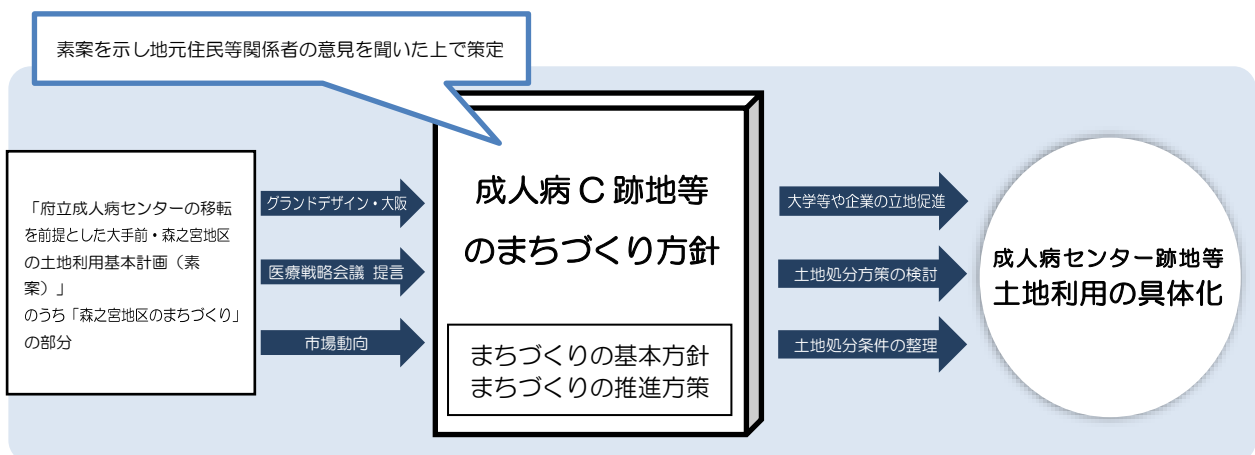 素案を示し地元住民等関係者の意見を聞いた上で策定
「府立成人病センターの移転
を前提とした大手前・森之宮地区
の土地利用基本計画（素
案）」
のうち「森之宮地区のまちづくり」
の部分
グランドデザイン・大阪
医療戦略会議 提言
市場動向
成人病C跡地等
のまちづくり方針
まちづくりの基本方針
まちづくりの推進方策
大学等や企業の立地促進
土地処分方策の検討
土地処分条件の整理
成人病センター跡地等
土地利用の具体化